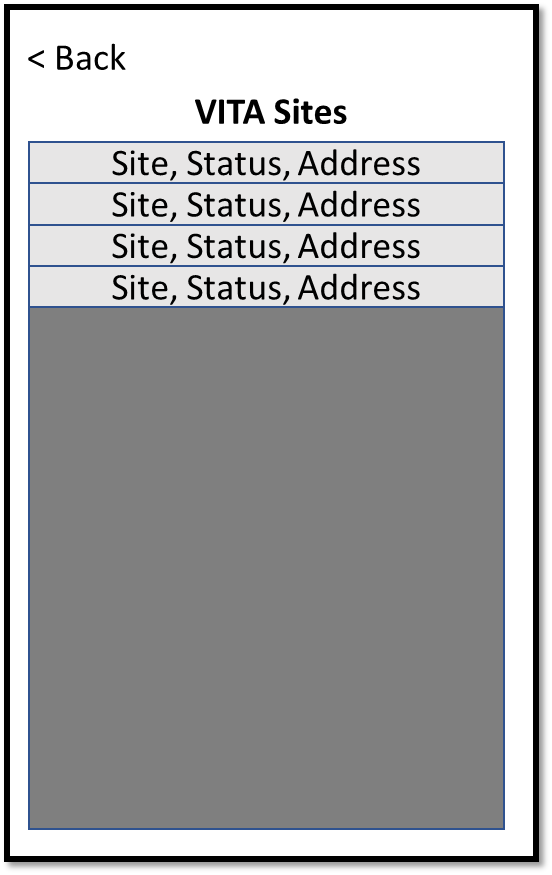 < Back
VITA Sites
Site, Status, Address
Site, Status, Address
Site, Status, Address
Site, Status, Address